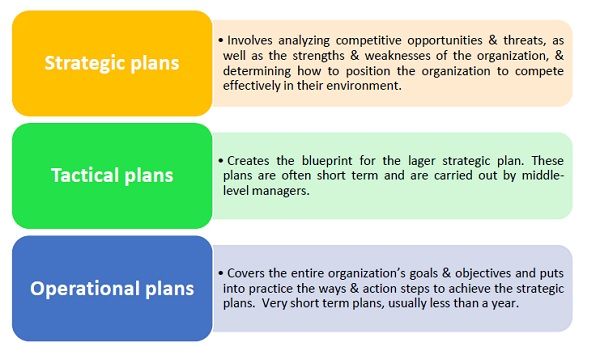 Strategic plans
• Involves analyzing competitive opportunities & threats, as
well as the strengths & weaknesses of the organization, &
determining how to position the organization to compete
effectively in their environment.
Tactical plans
• Creates the blueprint for the lager strategic plan. These
plans are often short term and are carried out by middle-
level managers.
Operational plans
• Covers the entire organization's goals & objectives and puts
into practice the ways & action steps to achieve the strategic
plans. Very short term plans, usually less than a year.